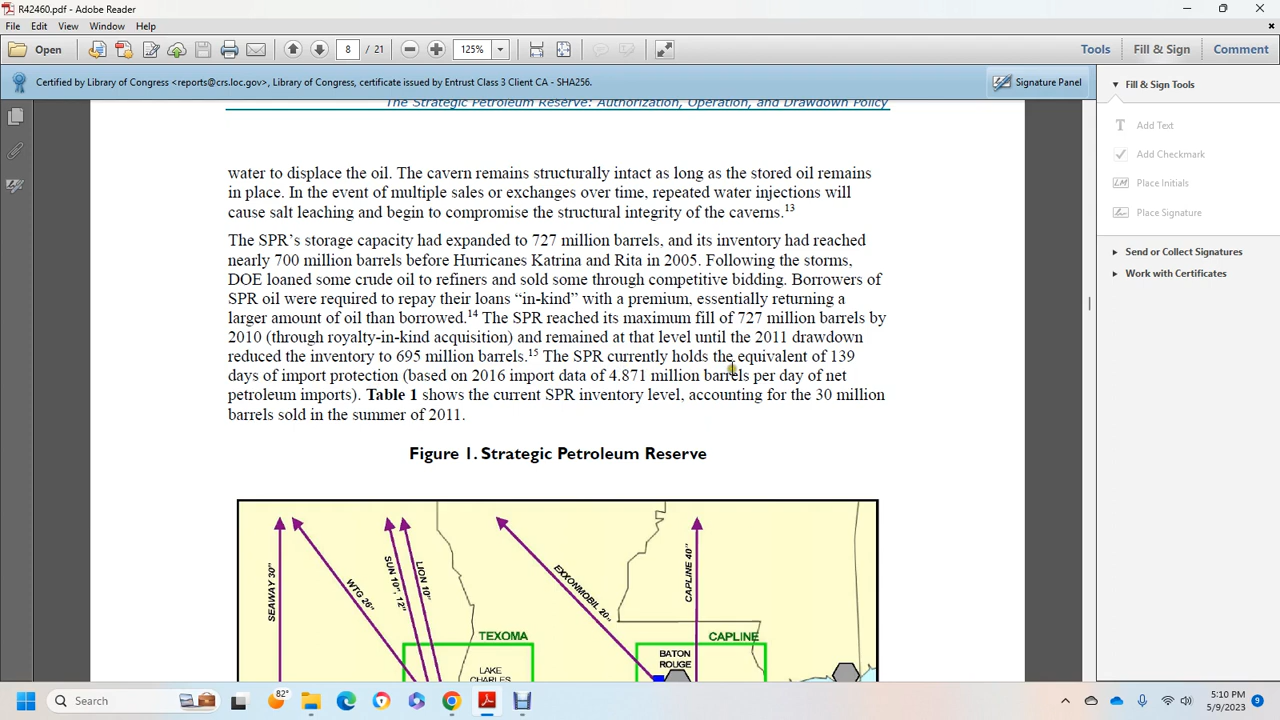 R42460.pdf - Adobe Reader
File Edit View Window Help
Open 8 / 21 125% Tools Fill & Sign Comment
Certified by Library of Congress <reports@crs.loc.gov>, Library of Congress, certificate issued by Entrust Class 3 Client CA - SHA256. Signature Panel
The Strategic Petroleum Reserve: Authorization, Operation, and Drawdown Policy
water to displace the oil. The cavern remains structurally intact as long as the stored oil remains
in place. In the event of multiple sales or exchanges over time, repeated water injections will
cause salt leaching and begin to compromise the structural integrity of the caverns.13
The SPR’s storage capacity had expanded to 727 million barrels, and its inventory had reached
nearly 700 million barrels before Hurricanes Katrina and Rita in 2005. Following the storms,
DOE loaned some crude oil to refiners and sold some through competitive bidding. Borrowers of
SPR oil were required to repay their loans “in-kind” with a premium, essentially returning a
larger amount of oil than borrowed.14 The SPR reached its maximum fill of 727 million barrels by
2010 (through royalty-in-kind acquisition) and remained at that level until the 2011 drawdown
reduced the inventory to 695 million barrels.15 The SPR currently holds the equivalent of 139
days of import protection (based on 2016 import data of 4.871 million barrels per day of net
petroleum imports). Table 1 shows the current SPR inventory level, accounting for the 30 million
barrels sold in the summer of 2011.
Figure 1. Strategic Petroleum Reserve
SEAWAY 30"
WTG 26"
SUN 10", 12"
LION 10"
EXXONMOBIL 20"
CAPLINE 40"
TEXOMA
CAPLINE
LAKE
CHARLES
BATON
ROUGE
Fill & Sign Tools
Add Text
Add Checkmark
Place Initials
Place Signature
Send or Collect Signatures
Work with Certificates
Search
82°
5:10 PM
5/9/2023
9